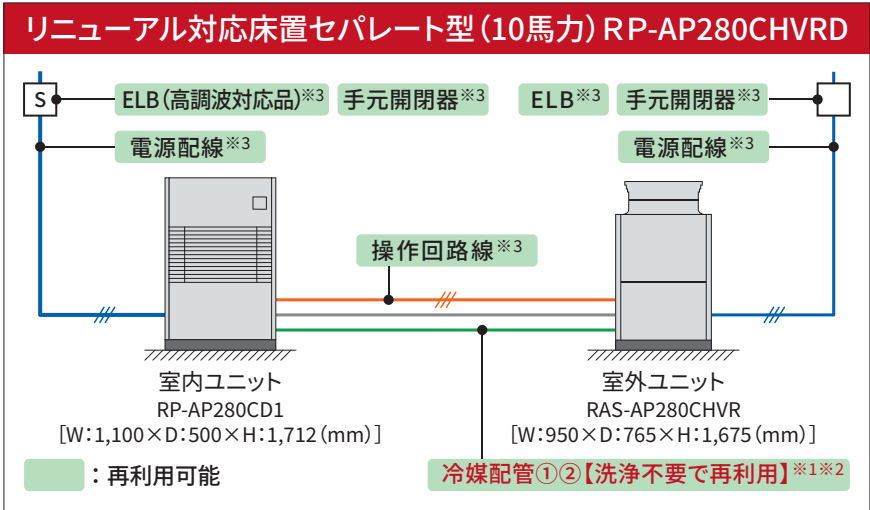 リニューアル対応床置セパレート型(10馬力)RP-AP280CHVRD
S
ELB(高調波対応品)※3
手元開閉器※3
ELB※3
手元開閉器※3
電源配線※3
電源配線※3
操作回路線※3
室内ユニット
RP-AP280CD1
[W:1,100×D:500×H:1,712(mm)]
室外ユニット
RAS-AP280CHVR
[W:950×D:765×H:1,675(mm)]
:再利用可能
冷媒配管①②【洗浄不要で再利用】※1※2